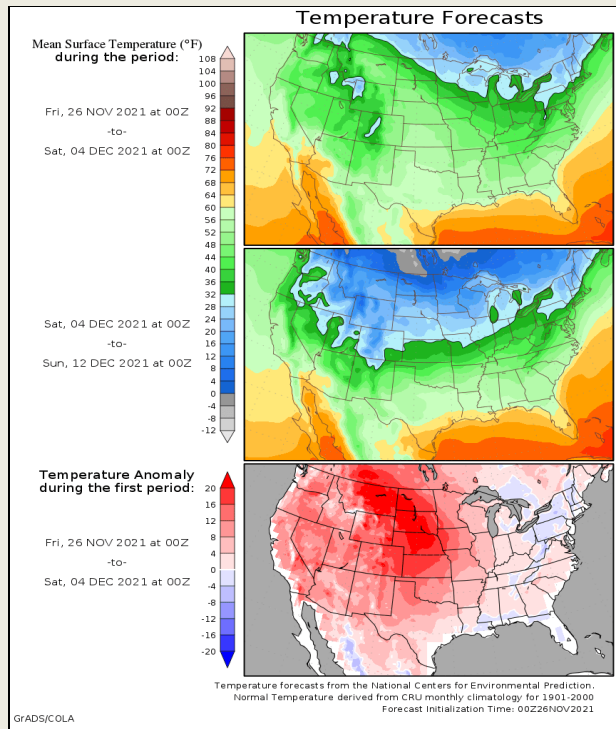 Temperature Forecasts
Mean Surface Temperature (°F)
during the period:
Fri, 26 NOV 2021 at 00Z
-to-
Sat, 04 DEC 2021 at 00Z
108
104
100
96
92
88
84
80
76
72
68
64
60
56
52
48
44
40
36
32
30
28
24
20
16
12
8
4
0
-4
-8
-12
Sat, 04 DEC 2021 at 00Z
-to-
Sun, 12 DEC 2021 at 00Z
Temperature Anomaly
during the first period:
Fri, 26 NOV 2021 at 00Z
-to-
Sat, 04 DEC 2021 at 00Z
20
16
12
8
4
0
-4
-8
-12
-16
-20
Temperature forecasts from the National Centers for Environmental Prediction.
Normal Temperature derived from CRU monthly climatology for 1901-2000
Forecast Initialization Time: 00Z26NOV2021
GrADS/COLA